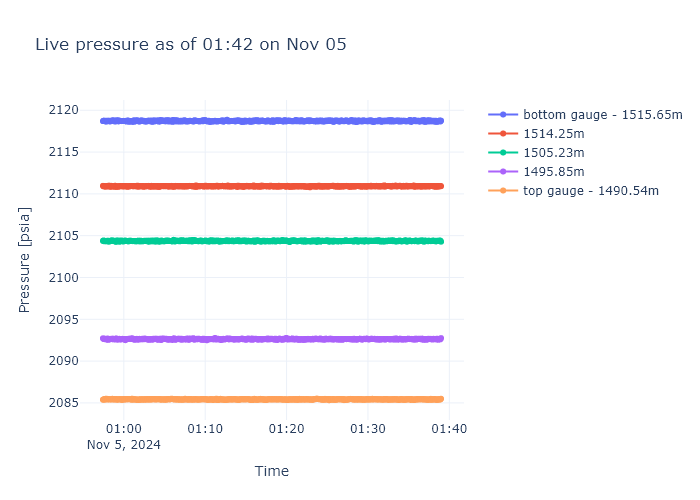 Live pressure as of 01:42 on Nov 05
bottom gauge - 1515.65m
1514.25m
1505.23m
1495.85m
top gauge - 1490.54m
Pressure [psia]
2120
2115
2110
2105
2100
2095
2090
2085
01:00 01:10 01:20 01:30 01:40
Nov 5, 2024
Time